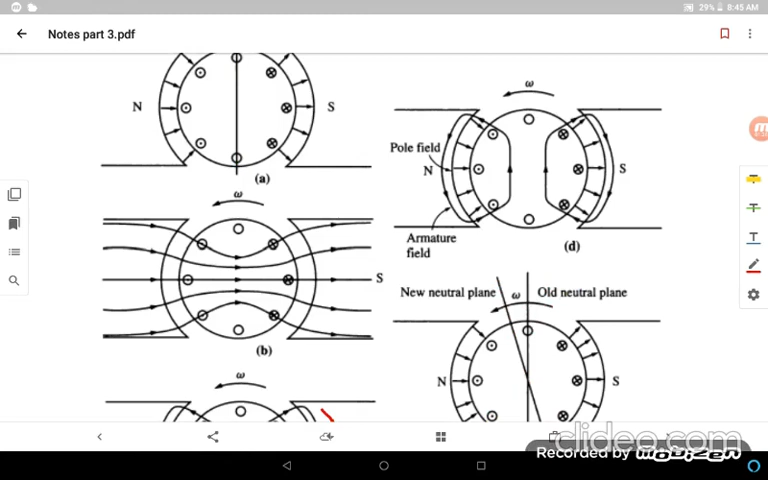 29% 8:45 AM
Notes part 3.pdf
N
S
(a)
ω
S
(b)
ω
ω
Pole field
N
S
Armature
field
(d)
New neutral plane
ω
Old neutral plane
N
S
clideo.com
Recorded by mobizen